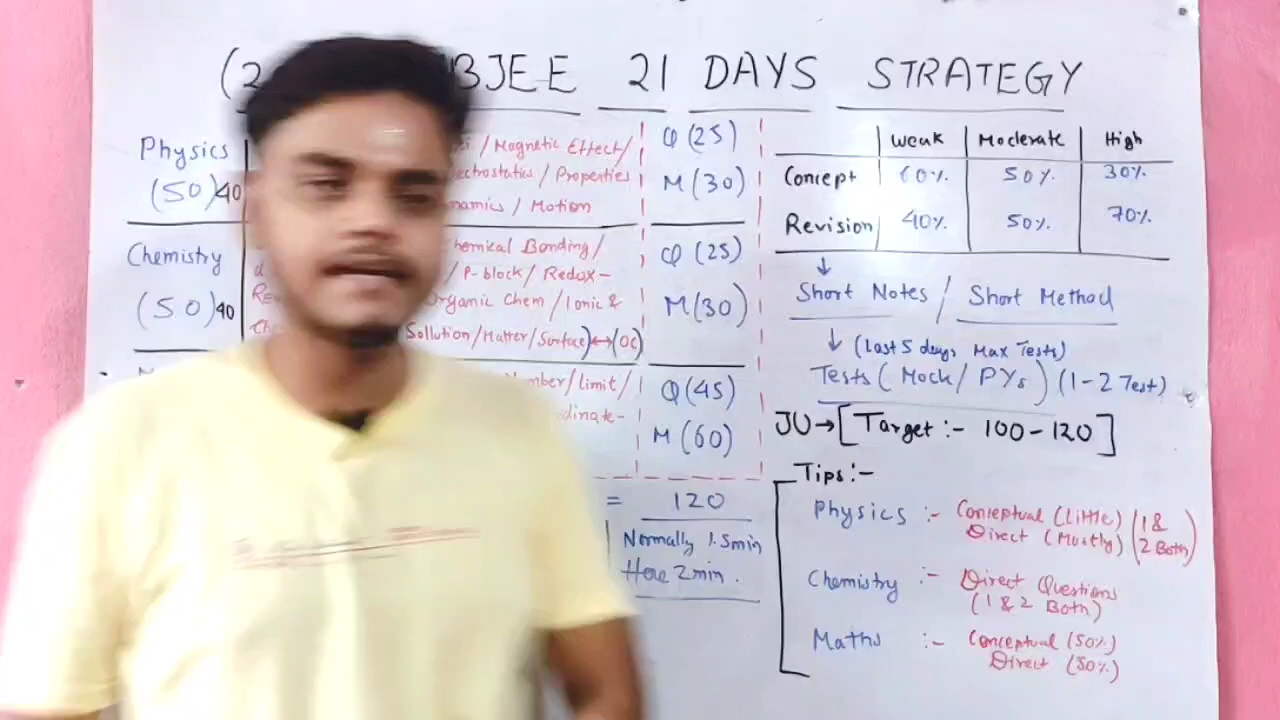 (2 BJEE 21 DAYS STRATEGY
Physics
(50) 40
/ Magnetic Effect/
ectrostatics / Properties
namics / Motion
Q (25)
M (30)
Chemistry
(50) 40
hemical Bonding/
/ P-block / Redox-
Organic Chem / Ionic &
Sollution/Matter/Surface) ↔ (OC)
Q (25)
M (30)
mber/limit/
dinate-
Q (45)
M (60)
= 120
Normally 1.5min
Here 2min.
Weak Moderate High
Concept 60% 50% 30%
Revision 40% 50% 70%
↓
Short Notes / Short Method
↓ (Last 5 days, Max Tests)
Tests (Mock/PYs) (1-2 Test)
JU → [Target :- 100-120]
Tips :-
Physics :- Conceptual (Little) (1 &
Direct (Mostly) 2 Both)
Chemistry :- Direct Questions
(1 & 2 Both)
Maths :- Conceptual (50%)
Direct (50%)